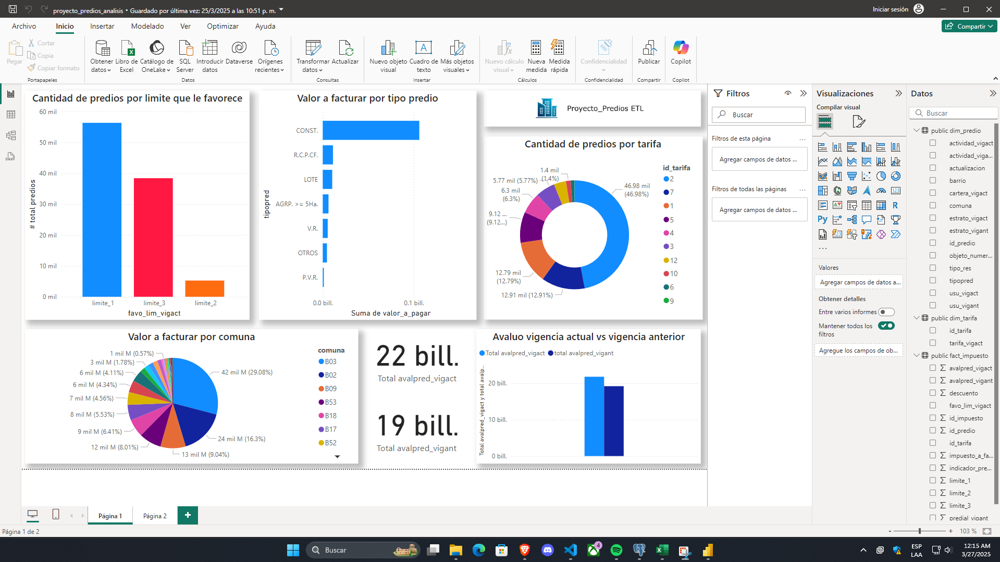 proyecto_predios_analisis • Guardado por última vez: 25/3/2025 a las 10:51 p. m.
Iniciar sesión
Archivo
Inicio
Insertar
Modelado
Ver
Optimizar
Ayuda
Compartir
Pegar
Cortar
Copia
Copiar formato
Portapapeles
Obtener datos
Libro de Excel
Catálogo de OneLake
SQL Server
Introducir datos
Dataverse
Orígenes recientes
Datos
Transformar datos
Actualizar
Consultas
Nuevo objeto visual
Cuadro de texto
Más objetos visuales
Insertar
Nuevo cálculo visual
Nueva medida
Medida rápida
Cálculos
Confidencialidad
Confidencialidad
Publicar
Compartir
Copilot
Copilot
Cantidad de predios por limite que le favorece
60 mil
50 mil
40 mil
30 mil
20 mil
10 mil
0 mil
# total predios
limite_1
limite_3
limite_2
favo_lim_vigact
Valor a facturar por tipo predio
tipopred
CONST.
R.C.P.CF.
LOTE
AGRP. >= 5Ha.
V.R.
OTROS
P.V.R.
0.0 bill.
0.1 bill.
Suma de valor_a_pagar
Proyecto_Predios ETL
Cantidad de predios por tarifa
1.4 mil (1.4%)
5.77 mil (5.77%)
6.3 mil (6.3%)
9.12 ... (9.12...)
12.79 mil (12.79%)
12.91 mil (12.91%)
46.98 mil (46.98%)
id_tarifa
2
7
1
5
4
3
12
10
6
9
Valor a facturar por comuna
1 mil M (0.57%)
3 mil M (1.78%)
6 mil M (4.11%)
6 mil M (4.34%)
7 mil M (4.56%)
8 mil M (5.53%)
9 mil M (6.41%)
12 mil M (8.01%)
13 mil M (9.04%)
24 mil M (16.3%)
42 mil M (29.08%)
comuna
B03
B02
B09
B53
B18
B17
B52
22 bill.
Total avalpred_vigact
19 bill.
Total avalpred_vigant
Avaluo vigencia actual vs vigencia anterior
Total avalpred_vigact
total avalpred_vigant
Total avalpred_vigact y total avalp...
20 bill.
10 bill.
0 bill.
Filtros
Buscar
Filtros de esta página
...
Agregar campos de datos ...
Filtros de todas las páginas
...
Agregar campos de datos ...
Visualizaciones
Compilar visual
123
R
Py
...
Valores
Agregar campos de datos a...
Obtener detalles
Entre varios informes
Mantener todos los filtros
Agregue los campos de ob...
Datos
Buscar
public dim_predio
actividad_vigact
actividad_viga...
actualizacion
barrio
cartera_vigact
comuna
estrato_vigact
estrato_vigant
id_predio
objeto_numer...
tipo_res
tipopred
usu_vigact
usu_vigant
public dim_tarifa
id_tarifa
tarifa_vigact
public fact_impuesto
avalpred_vigact
avalpred_vigant
descuento
favo_lim_vigact
id_impuesto
id_predio
id_tarifa
impuesto_a_fa...
indicador_pre...
limite_1
limite_2
limite_3
predial_vigant
Página 1
Página 2
+
Página 1 de 2
- + 103 %
Buscar
4
ESP
LAA
12:15 AM
3/27/2025